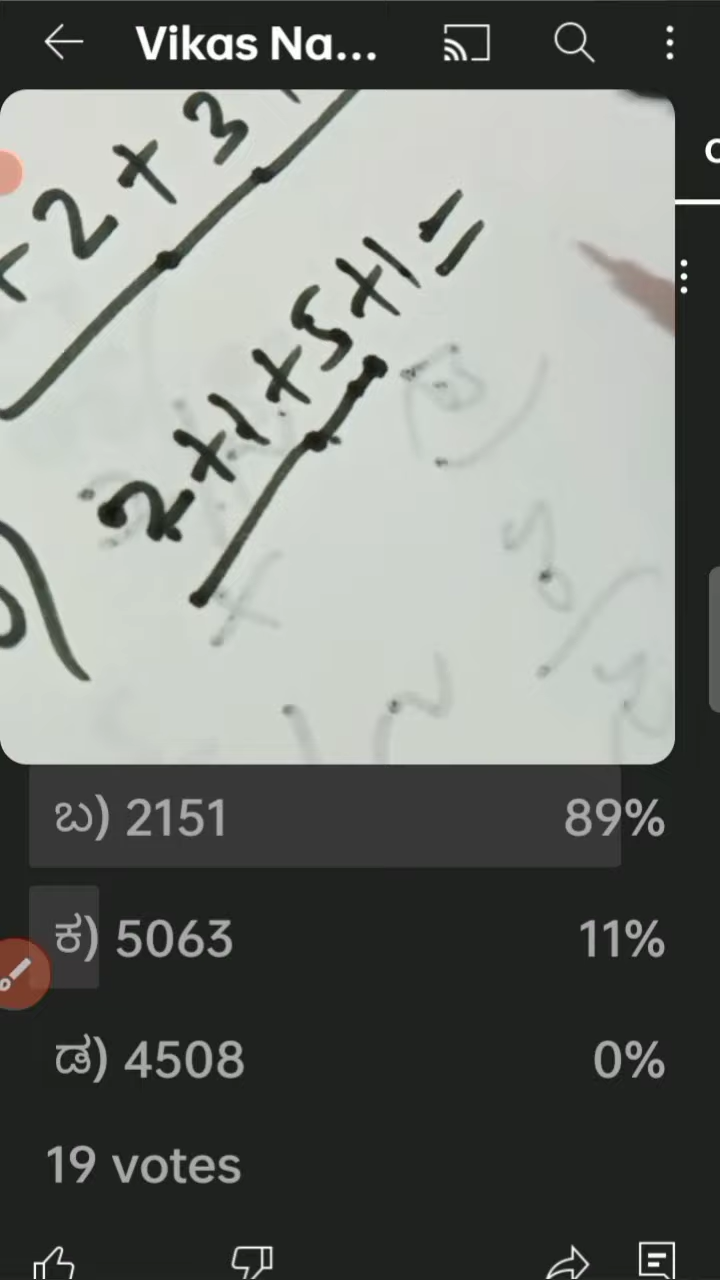 Vikas Na...
+ 2 + 3
2+1+5+1=
ಬ) 2151 89%
ಕ) 5063 11%
ಡ) 4508 0%
19 votes